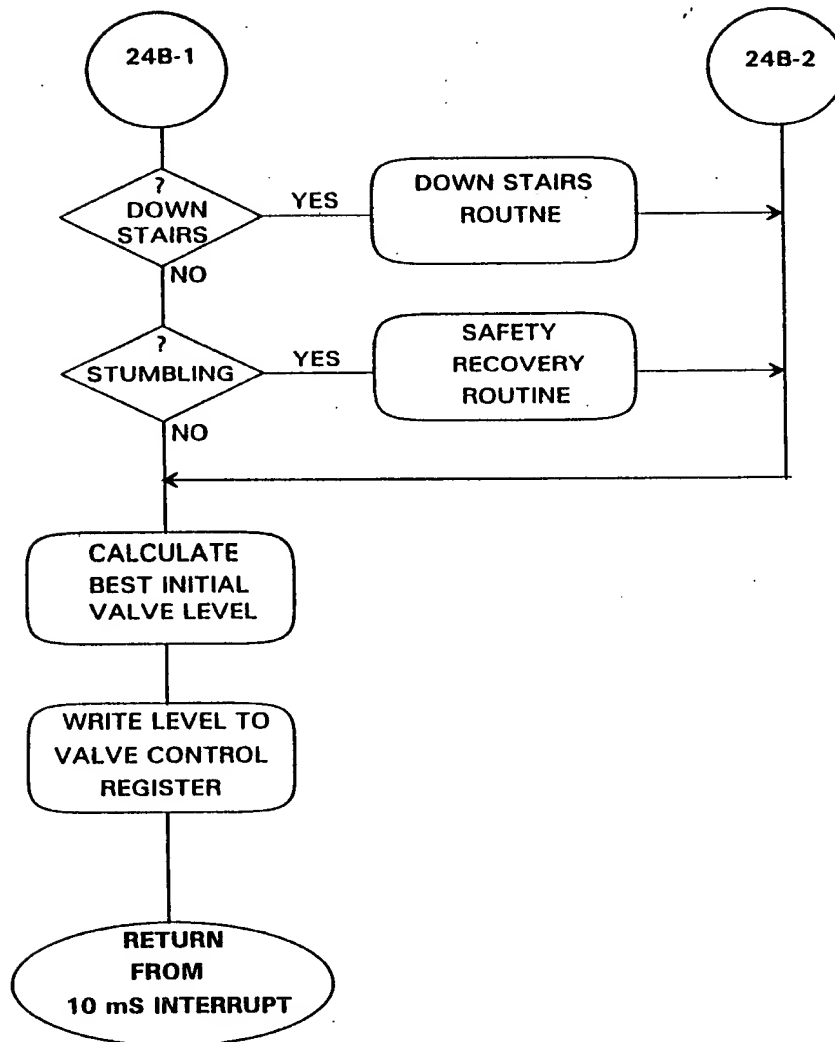 24B-1
24B-2
?
DOWN
STAIRS
YES
DOWN STAIRS
ROUTNE
NO
?
STUMBLING
YES
SAFETY
RECOVERY
ROUTINE
NO
CALCULATE
BEST INITIAL
VALVE LEVEL
WRITE LEVEL TO
VALVE CONTROL
REGISTER
RETURN
FROM
10 mS INTERRUPT